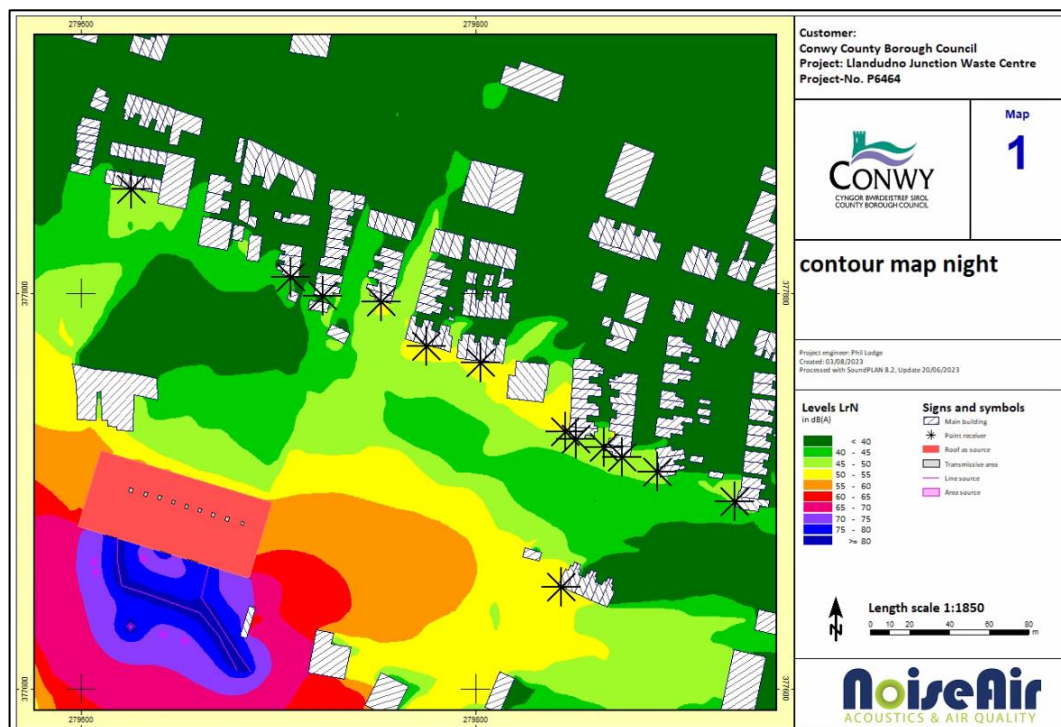 279600
279800
377800
377800
377600
377600
279600
279800
Customer:
Conwy County Borough Council
Project: Llandudno Junction Waste Centre
Project-No. P6464
CONWY
CYNGOR BWRDEISTREF SIROL
COUNTY BOROUGH COUNCIL
Map
1
contour map night
Project engineer: Phil Lodge
Created: 03/08/2023
Processed with SoundPLAN 8.2, Update 20/06/2023
Levels LrN
in dB(A)
< 40
40 - 45
45 - 50
50 - 55
55 - 60
60 - 65
65 - 70
70 - 75
75 - 80
>= 80
Signs and symbols
Main building
Point receiver
Roof as source
Transmissive area
Line source
Area source
N
Length scale 1:1850
0 10 20 40 60 80
m
NoiseAir
ACOUSTICS & AIR QUALITY